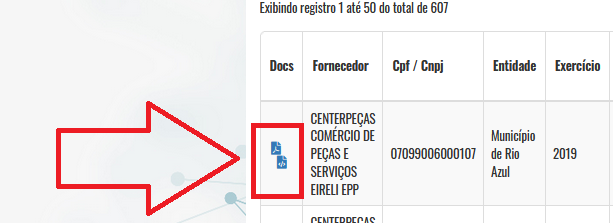 Exibindo registro 1 até 50 do total de 607
Docs Fornecedor Cpf / Cnpj Entidade Exercício
CENTERPEÇAS
COMÉRCIO DE
PEÇAS E
SERVIÇOS
EIRELI EPP
07099006000107
Município
de Rio
Azul
2019
CENTERPEÇAS